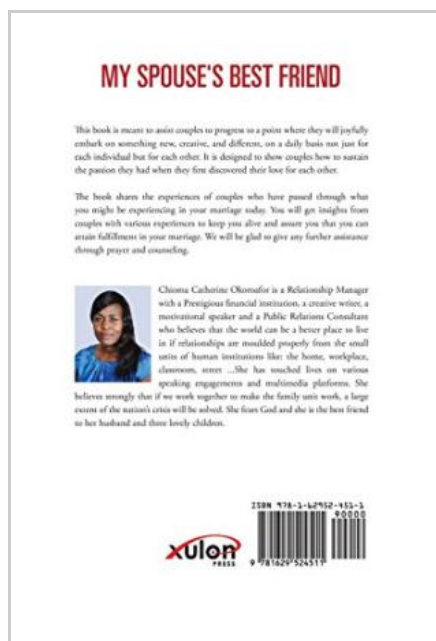 MY SPOUSE'S BEST FRIEND
This book is meant to assist couples to progress to a point where they will joyfully
embark on something new, creative, and different, on a daily basis not just for
each individual but for each other. It is designed to show couples how to sustain
the passion they had when they first discovered their love for each other.
The book shares the experiences of couples who have passed through what
you might be experiencing in your marriage today. You will get insights from
couples with various experiences to keep you alive and assure you that you can
attain fulfillment in your marriage. We will be glad to give any further assistance
through prayer and counseling.
Chioma Catherine Okoroafor is a Relationship Manager
with a Prestigious financial institution, a creative writer, a
motivational speaker and a Public Relations Consultant
who believes that the world can be a better place to live
in if relationships are moulded properly from the small
units of human institutions like: the home, workplace,
classroom, street ...She has touched lives on various
speaking engagements and multimedia platforms. She
believes strongly that if we work together to make the family unit work, a large
extent of the nation's crisis will be solved. She fears God and she is the best friend
to her husband and three lovely children.
ISBN 978-1-62952-451-1
90000
xulon
PRESS
9 781629 524511